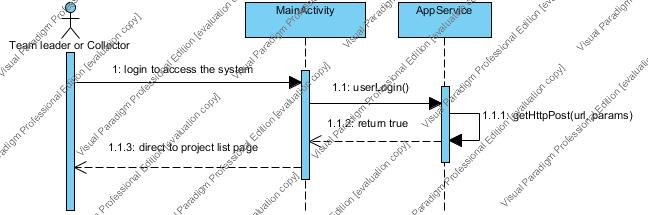 MainActivity
AppService
Team leader or Collector
1: login to access the system
1.1: userLogin()
1.1.1: getHttpPost(url, params)
1.1.2: return true
1.1.3: direct to project list page
Visual Paradigm Professional Edition [evaluation copy]